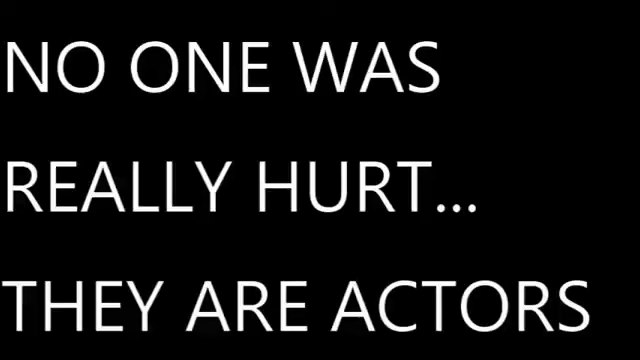 NO ONE WAS
REALLY HURT...
THEY ARE ACTORS